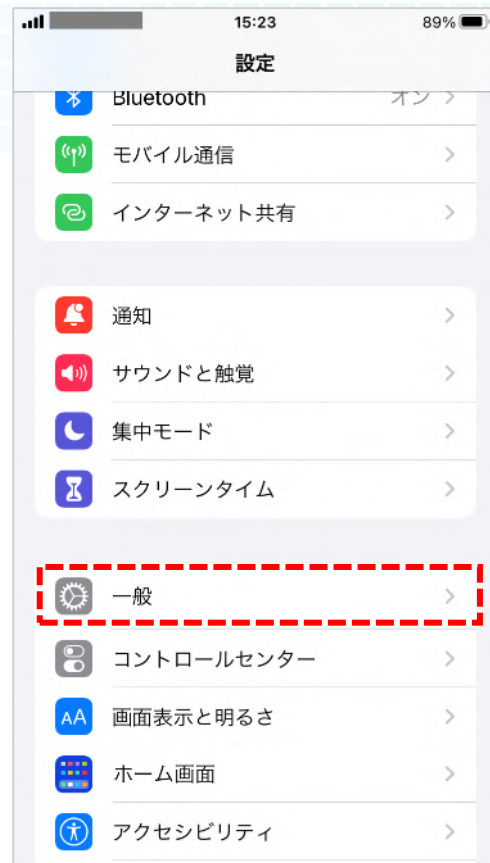 15:23
89%
設定
Bluetooth オン
モバイル通信
インターネット共有
通知
サウンドと触覚
集中モード
スクリーンタイム
一般
コントロールセンター
AA 画面表示と明るさ
ホーム画面
アクセシビリティ